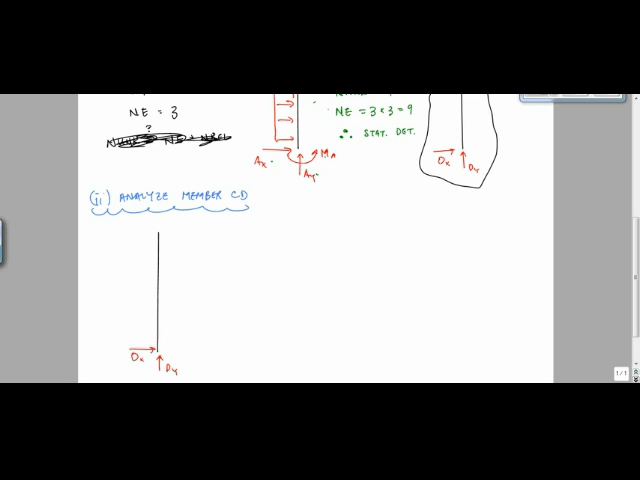 NE = 3
?
NE = 3 × 3 = 9
∴ STAT. DET.
Ax
MA
Ay
Dx
Dy
(ii) ANALYZE MEMBER CD
Dx
Dy
1/1